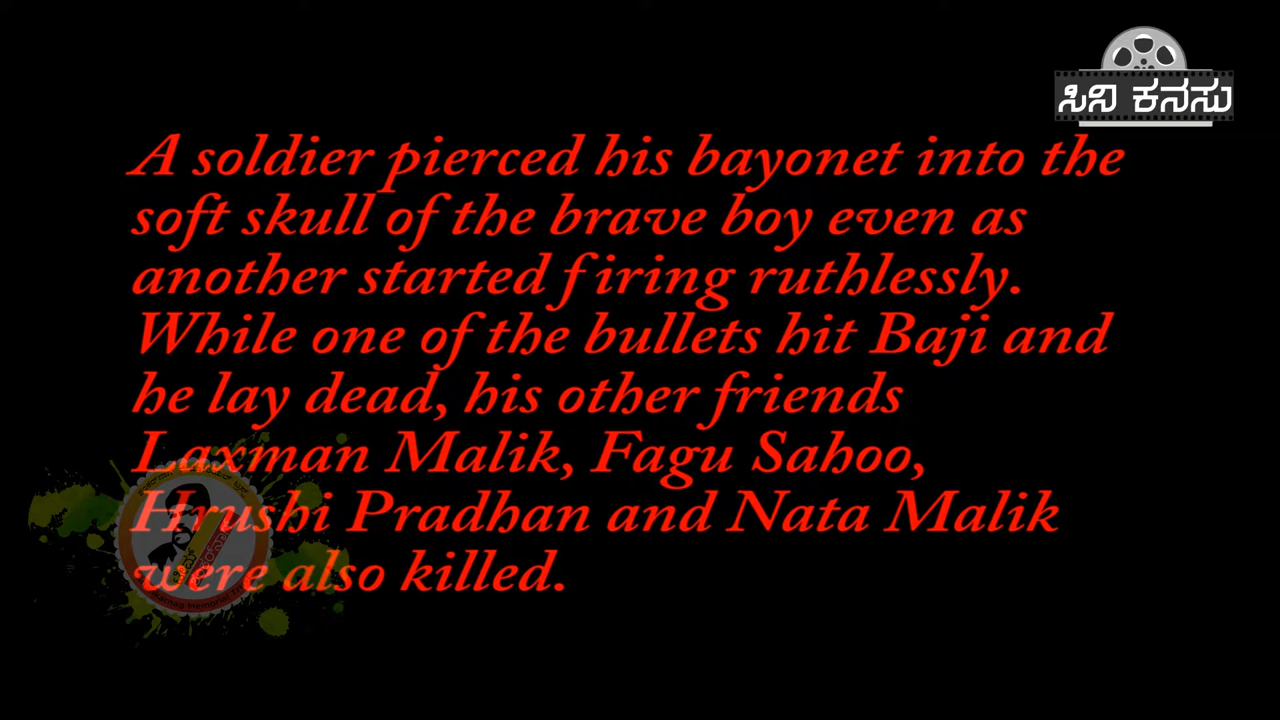 ಸಿನಿ ಕನಸು
A soldier pierced his bayonet into the
soft skull of the brave boy even as
another started firing ruthlessly.
While one of the bullets hit Baji and
he lay dead, his other friends
Laxman Malik, Fagu Sahoo,
Hrushi Pradhan and Nata Malik
were also killed.